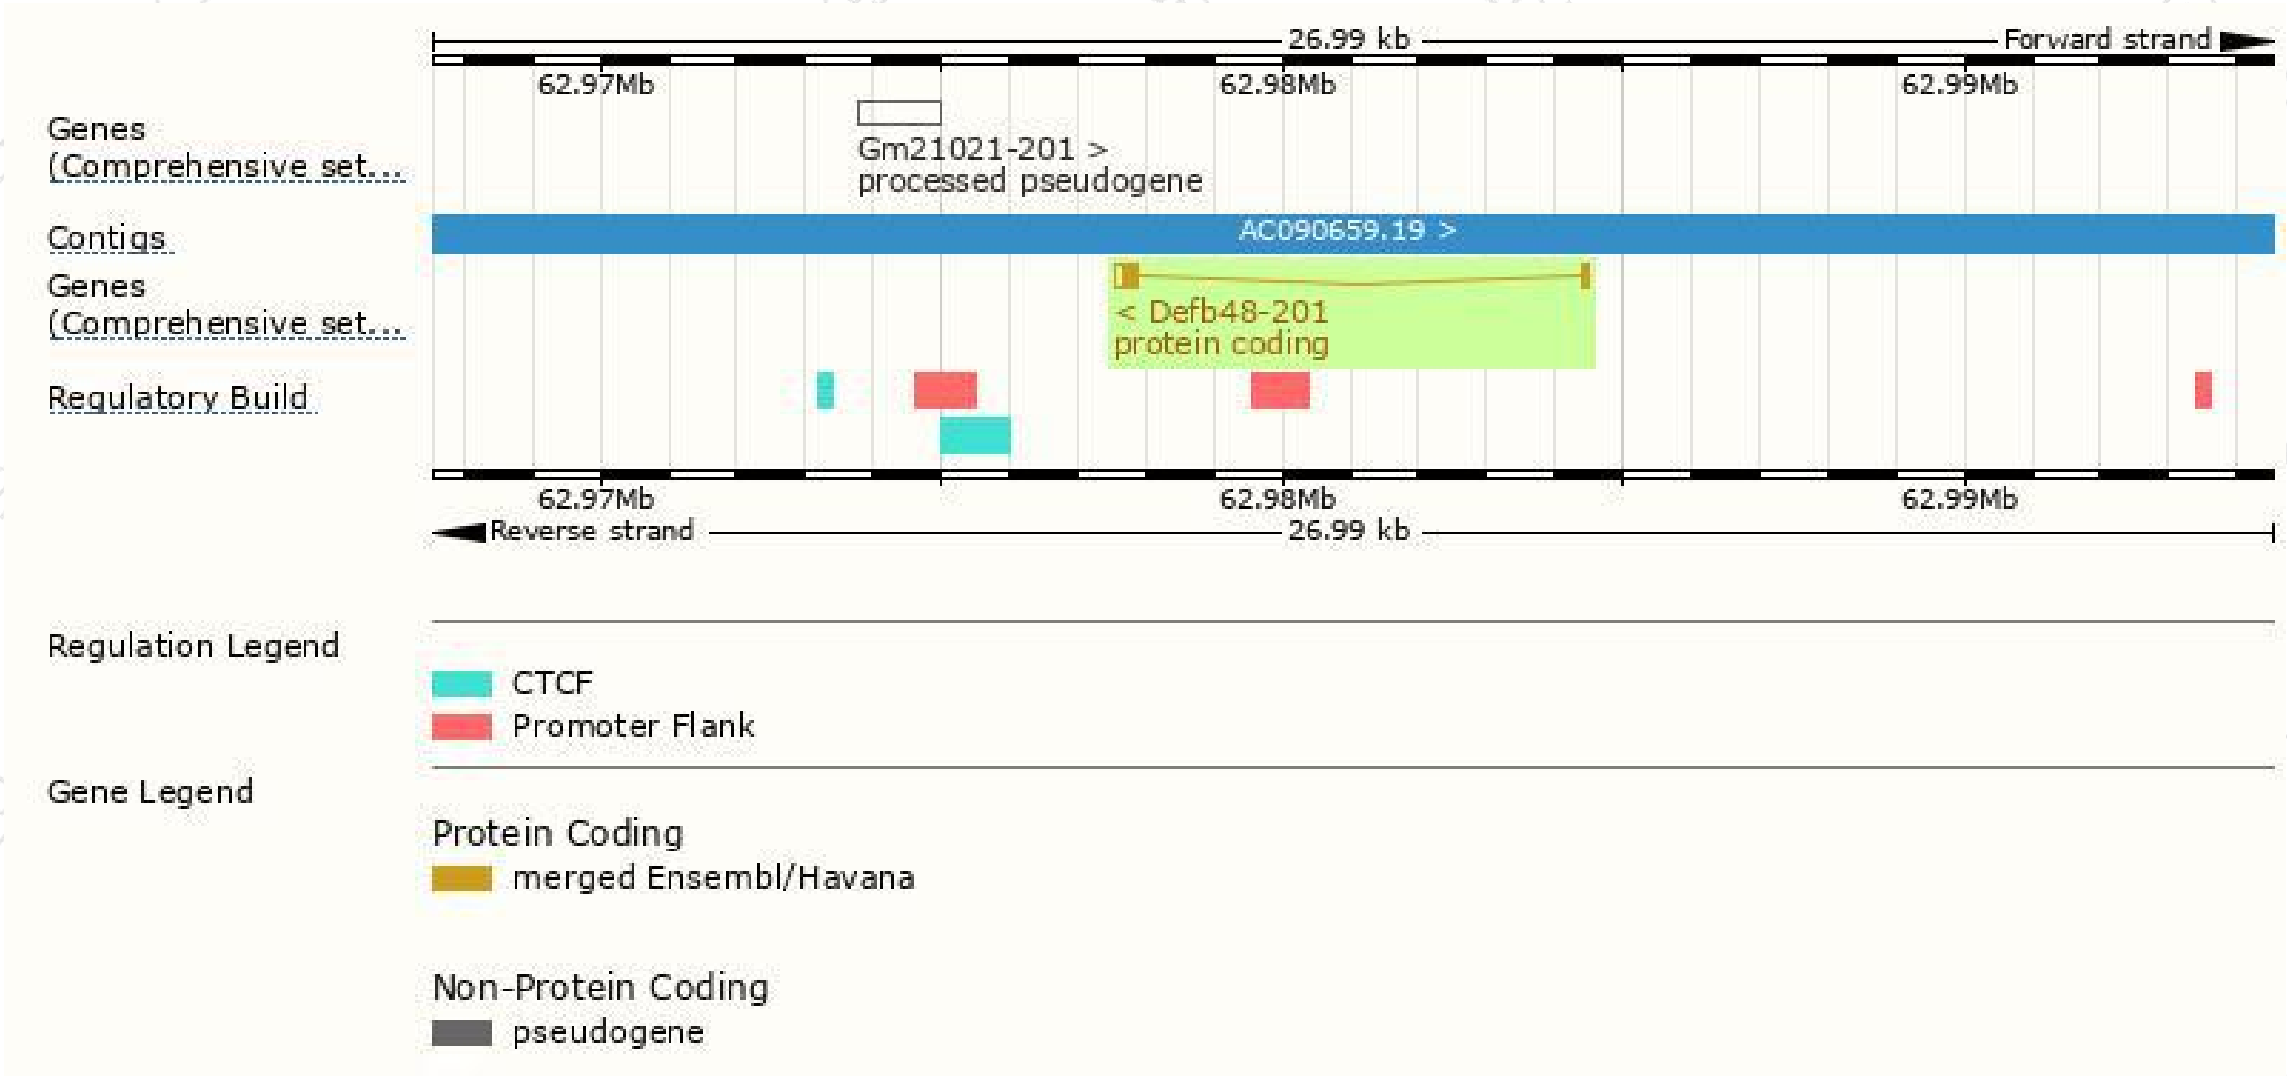 26.99 kb
Forward strand
62.97Mb 62.98Mb 62.99Mb
Genes
(Comprehensive set...
Gm21021-201 >
processed pseudogene
Contigs
AC090659.19 >
Genes
(Comprehensive set...
< Defb48-201
protein coding
Regulatory Build
62.97Mb 62.98Mb 62.99Mb
Reverse strand
26.99 kb
Regulation Legend
CTCF
Promoter Flank
Gene Legend
Protein Coding
merged Ensembl/Havana
Non-Protein Coding
pseudogene